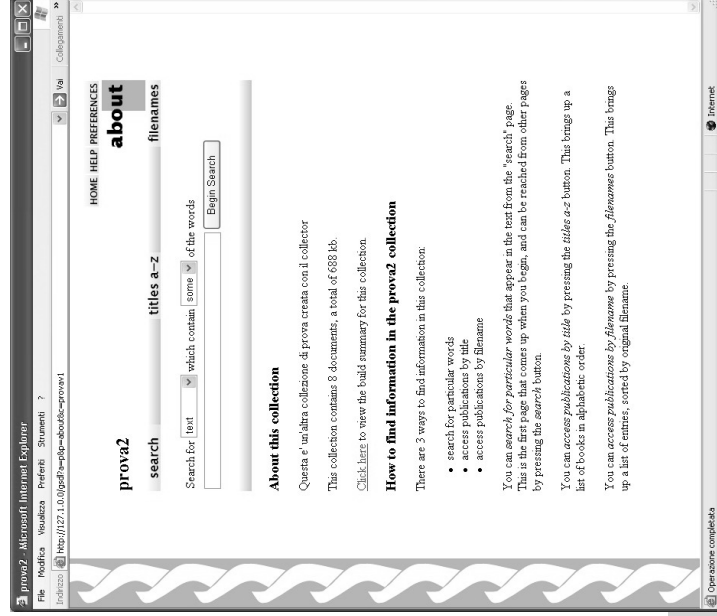 prova2 - Microsoft Internet Explorer
File Modifica Visualizza Preferiti Strumenti ?
Indirizzo http://127.1.0.0/gsdl?a=p&p=about&c=provav1 Vai Collegamenti »
HOME HELP PREFERENCES
prova2 about
search titles a-z filenames
Search for text which contain some of the words
Begin Search
About this collection
Questa e' un'altra collezione di prova creata con il collector
This collection contains 8 documents, a total of 688 kb.
Click here to view the build summary for this collection.
How to find information in the prova2 collection
There are 3 ways to find information in this collection:
• search for particular words
• access publications by title
• access publications by filename
You can search for particular words that appear in the text from the "search" page.
This is the first page that comes up when you begin, and can be reached from other pages
by pressing the search button.
You can access publications by title by pressing the titles a-z button. This brings up a
list of books in alphabetic order.
You can access publications by filename by pressing the filenames button. This brings
up a list of entries, sorted by original filename.
Operazione completata Internet